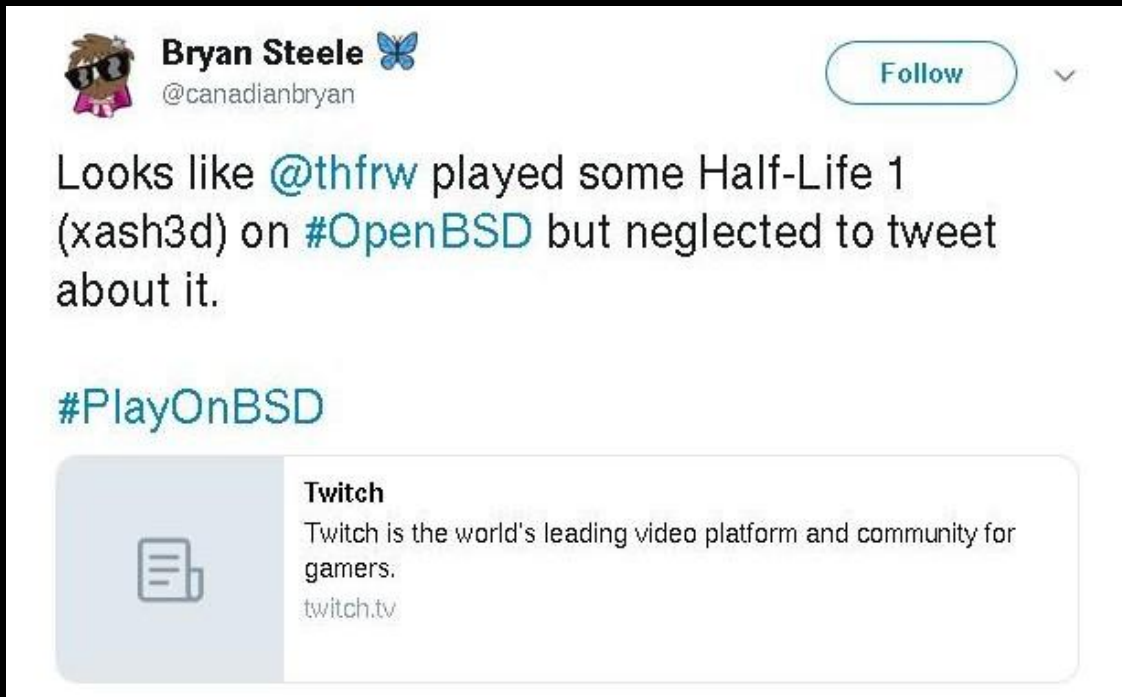 Bryan Steele
@canadianbryan
Follow
Looks like @thfrw played some Half-Life 1
(xash3d) on #OpenBSD but neglected to tweet
about it.
#PlayOnBSD
Twitch
Twitch is the world's leading video platform and community for
gamers.
twitch.tv